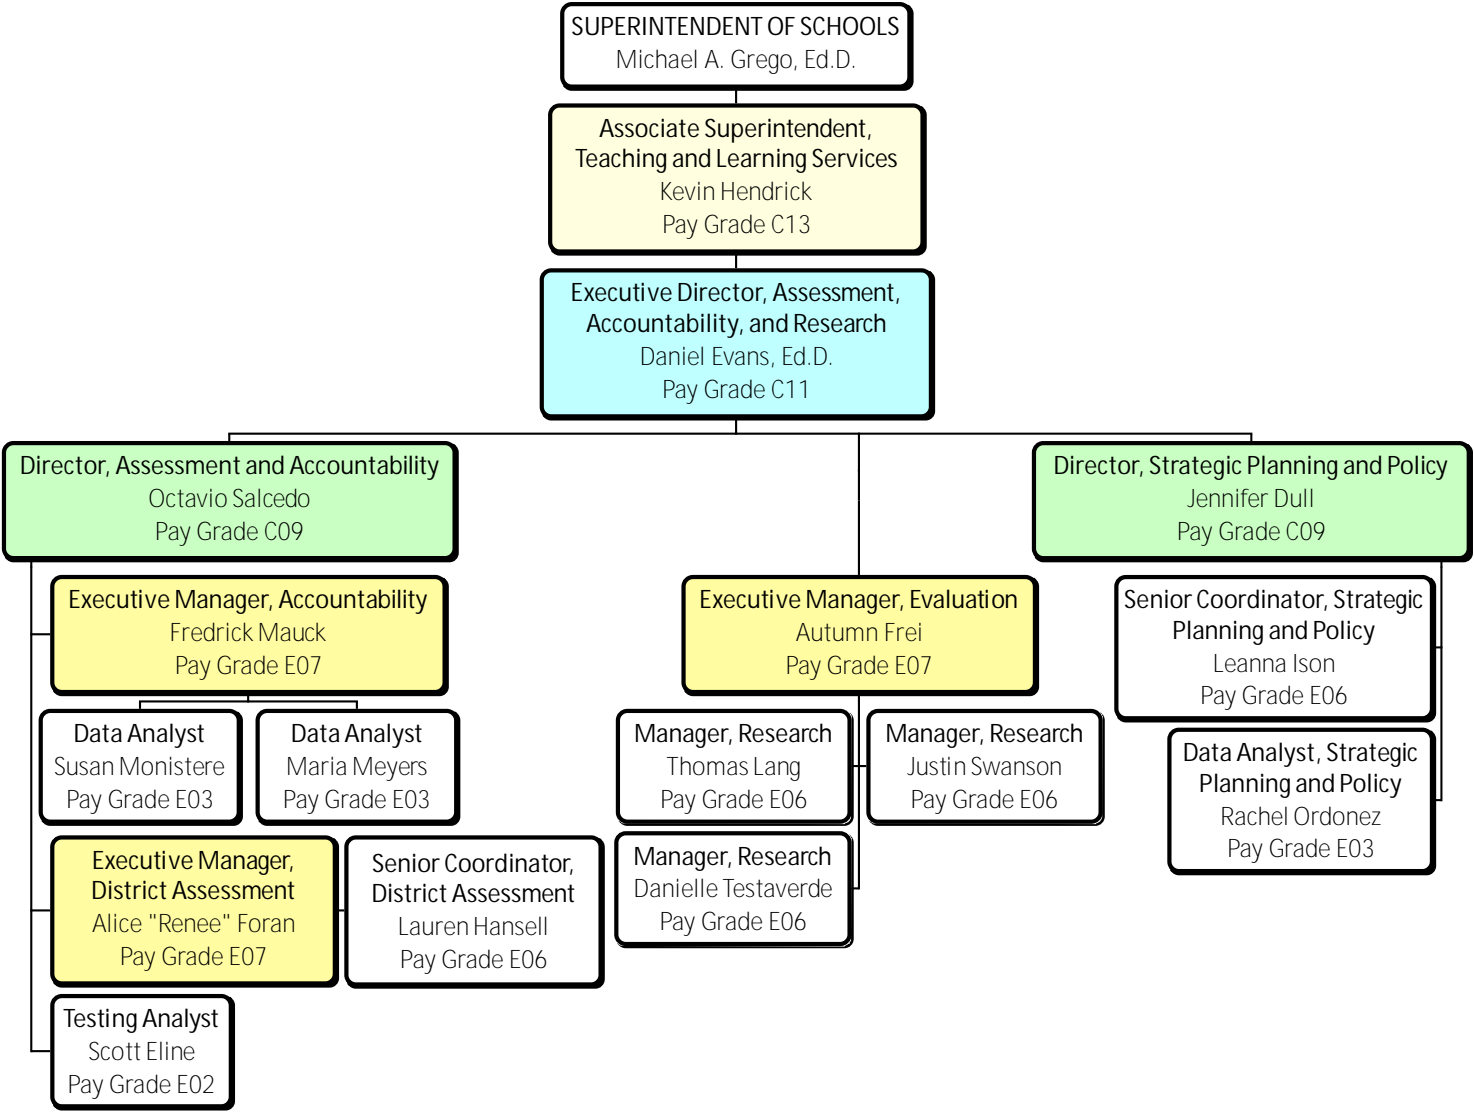 SUPERINTENDENT OF SCHOOLS
Michael A. Grego, Ed.D.
Associate Superintendent,
Teaching and Learning Services
Kevin Hendrick
Pay Grade C13
Executive Director, Assessment,
Accountability, and Research
Daniel Evans, Ed.D.
Pay Grade C11
Director, Assessment and Accountability
Octavio Salcedo
Pay Grade C09
Executive Manager, Accountability
Fredrick Mauck
Pay Grade E07
Data Analyst
Susan Monistere
Pay Grade E03
Data Analyst
Maria Meyers
Pay Grade E03
Executive Manager,
District Assessment
Alice "Renee" Foran
Pay Grade E07
Senior Coordinator,
District Assessment
Lauren Hansell
Pay Grade E06
Testing Analyst
Scott Eline
Pay Grade E02
Executive Manager, Evaluation
Autumn Frei
Pay Grade E07
Manager, Research
Thomas Lang
Pay Grade E06
Manager, Research
Justin Swanson
Pay Grade E06
Manager, Research
Danielle Testaverde
Pay Grade E06
Director, Strategic Planning and Policy
Jennifer Dull
Pay Grade C09
Senior Coordinator, Strategic
Planning and Policy
Leanna Ison
Pay Grade E06
Data Analyst, Strategic
Planning and Policy
Rachel Ordonez
Pay Grade E03